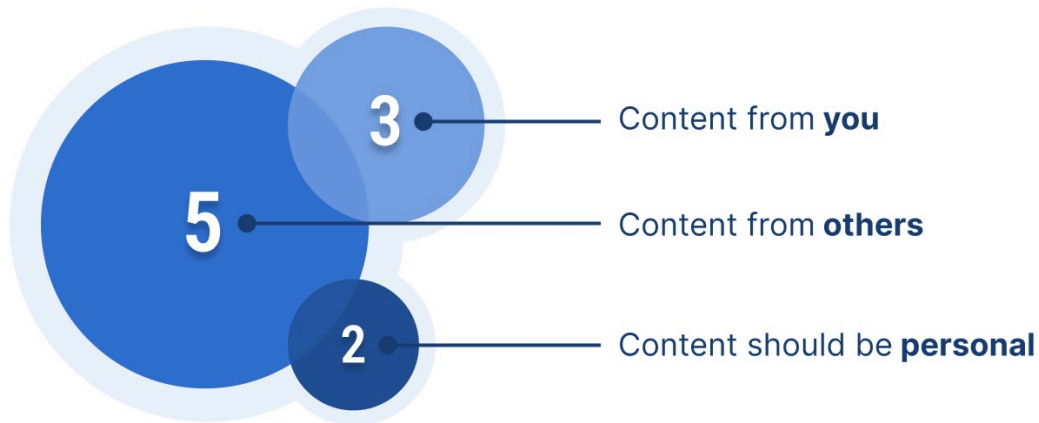 3
Content from you
5
Content from others
2
Content should be personal